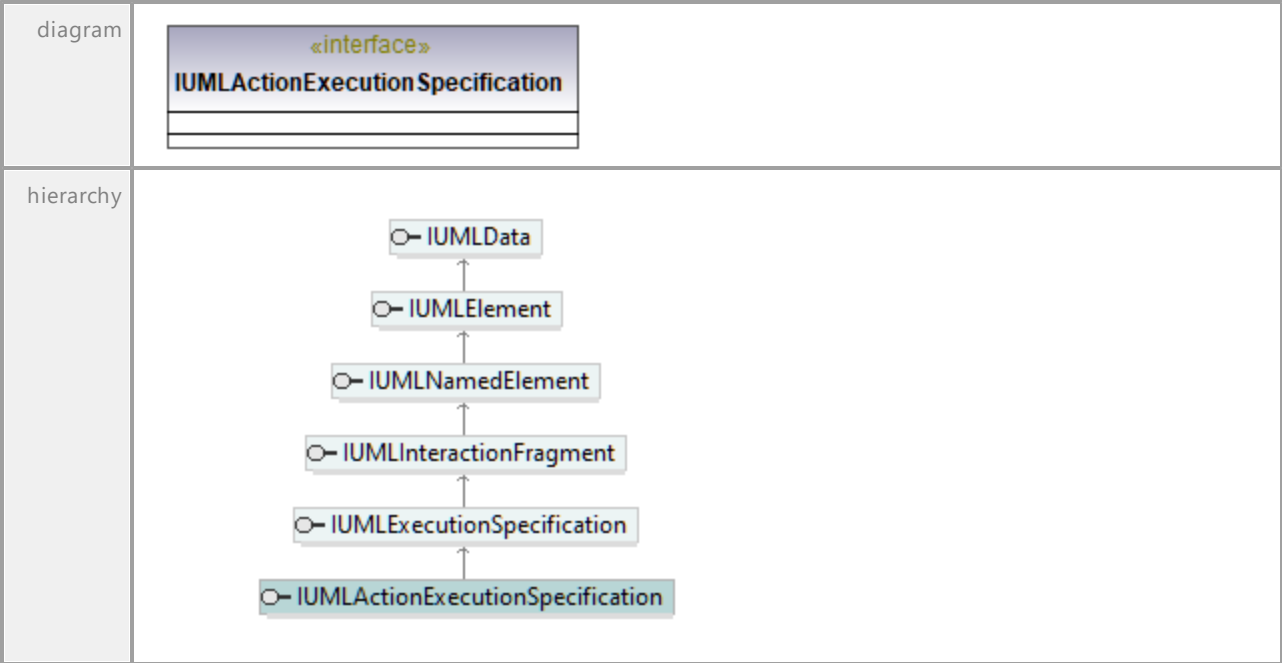 diagram
«interface»
IUMLActionExecutionSpecification
hierarchy
IUMLData
IUMLElement
IUMLNamedElement
IUMLInteractionFragment
IUMLExecutionSpecification
IUMLActionExecutionSpecification